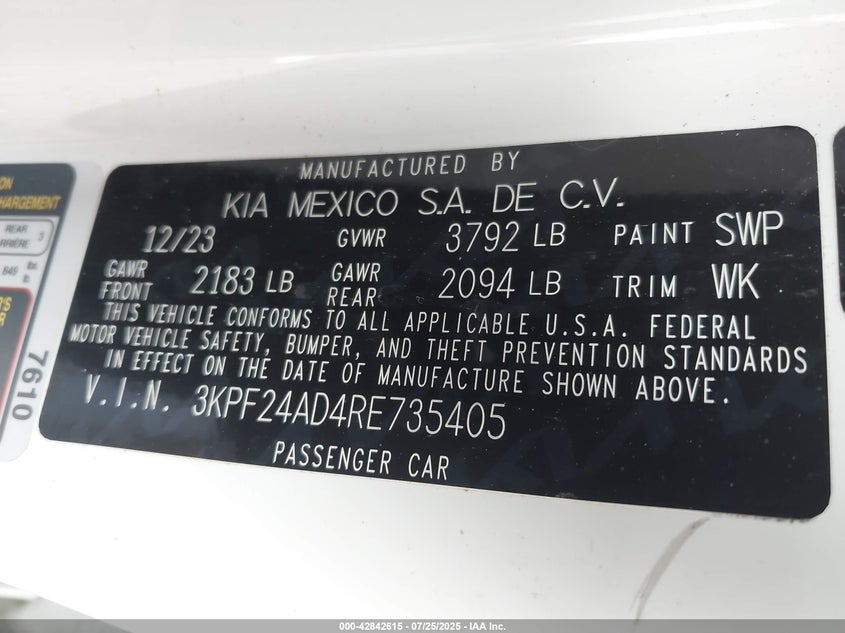 MANUFACTURED BY
KIA MEXICO S.A. DE C.V.
12/23 GVWR 3792 LB PAINT SWP
GAWR FRONT 2183 LB GAWR REAR 2094 LB TRIM WK
THIS VEHICLE CONFORMS TO ALL APPLICABLE U.S.A. FEDERAL
MOTOR VEHICLE SAFETY, BUMPER, AND THEFT PREVENTION STANDARDS
IN EFFECT ON THE DATE OF MANUFACTURE SHOWN ABOVE.
V.I.N. 3KPF24AD4RE735405
PASSENGER CAR
REAR
3
849
7610
000-42842615 - 07/25/2025 - IAA Inc.